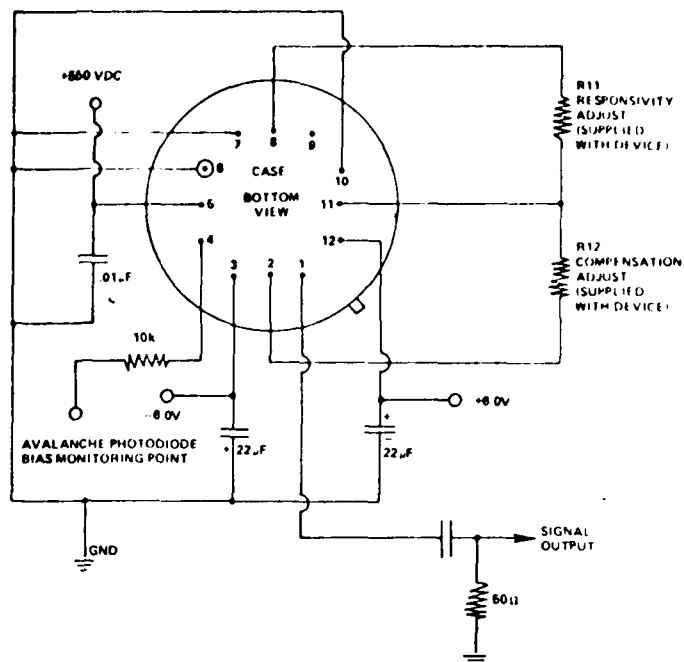 +550 VDC
R11
RESPONSIVITY
ADJUST
(SUPPLIED
WITH DEVICE)
7
8
9
6
CASE
10
BOTTOM
VIEW
5
11
4
12
3
2
1
R12
COMPENSATION
ADJUST
(SUPPLIED
WITH DEVICE)
.01µF
10k
-6.0V
+6.0V
AVALANCHE PHOTODIODE
BIAS MONITORING POINT
+
22µF
+
-
22µF
GND
SIGNAL
OUTPUT
50Ω